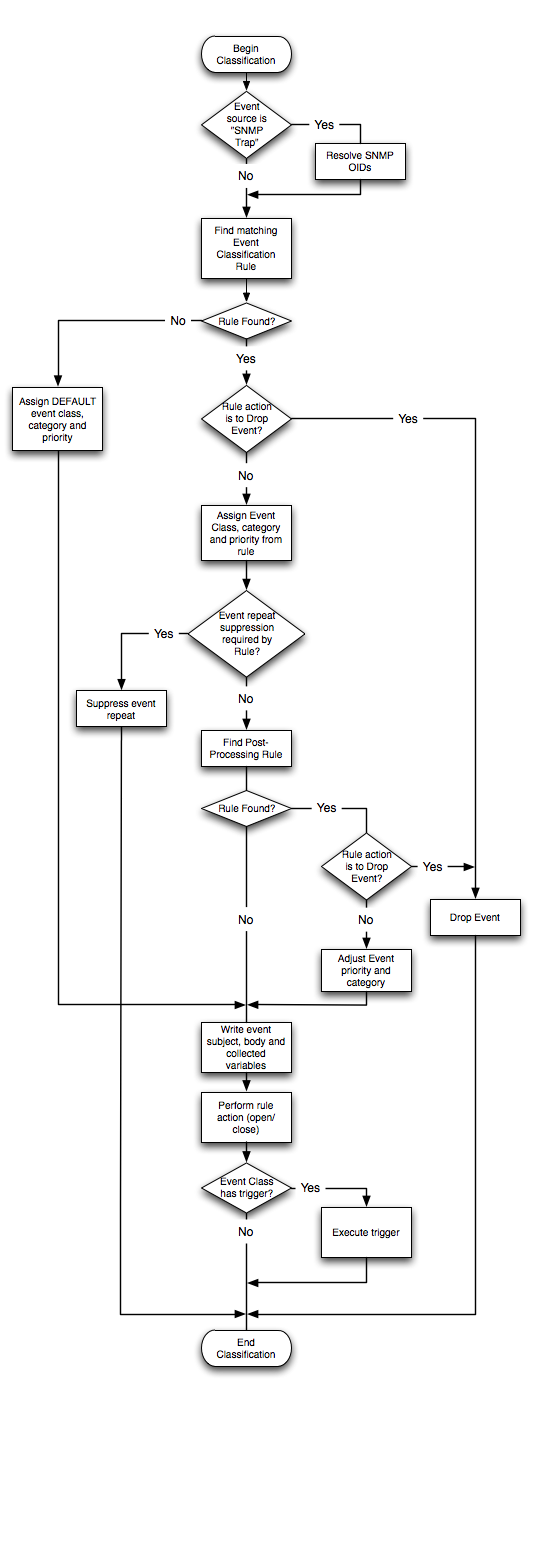 Begin
Classification
Event
source is
"SNMP
Trap"
Yes
Resolve SNMP
OIDs
No
Find matching
Event
Classification
Rule
No
Rule Found?
Yes
Assign DEFAULT
event class,
category and
priority
Rule action
is to Drop
Event?
Yes
No
Assign Event
Class, category
and priority from
rule
Event repeat
suppression
required by
Rule?
Yes
No
Suppress event
repeat
Find Post-
Processing Rule
Rule Found?
Yes
Rule action
is to Drop
Event?
Yes
No
No
Drop Event
Adjust Event
priority and
category
Write event
subject, body and
collected
variables
Perform rule
action (open/
close)
Event Class
has trigger?
Yes
No
Execute trigger
End
Classification